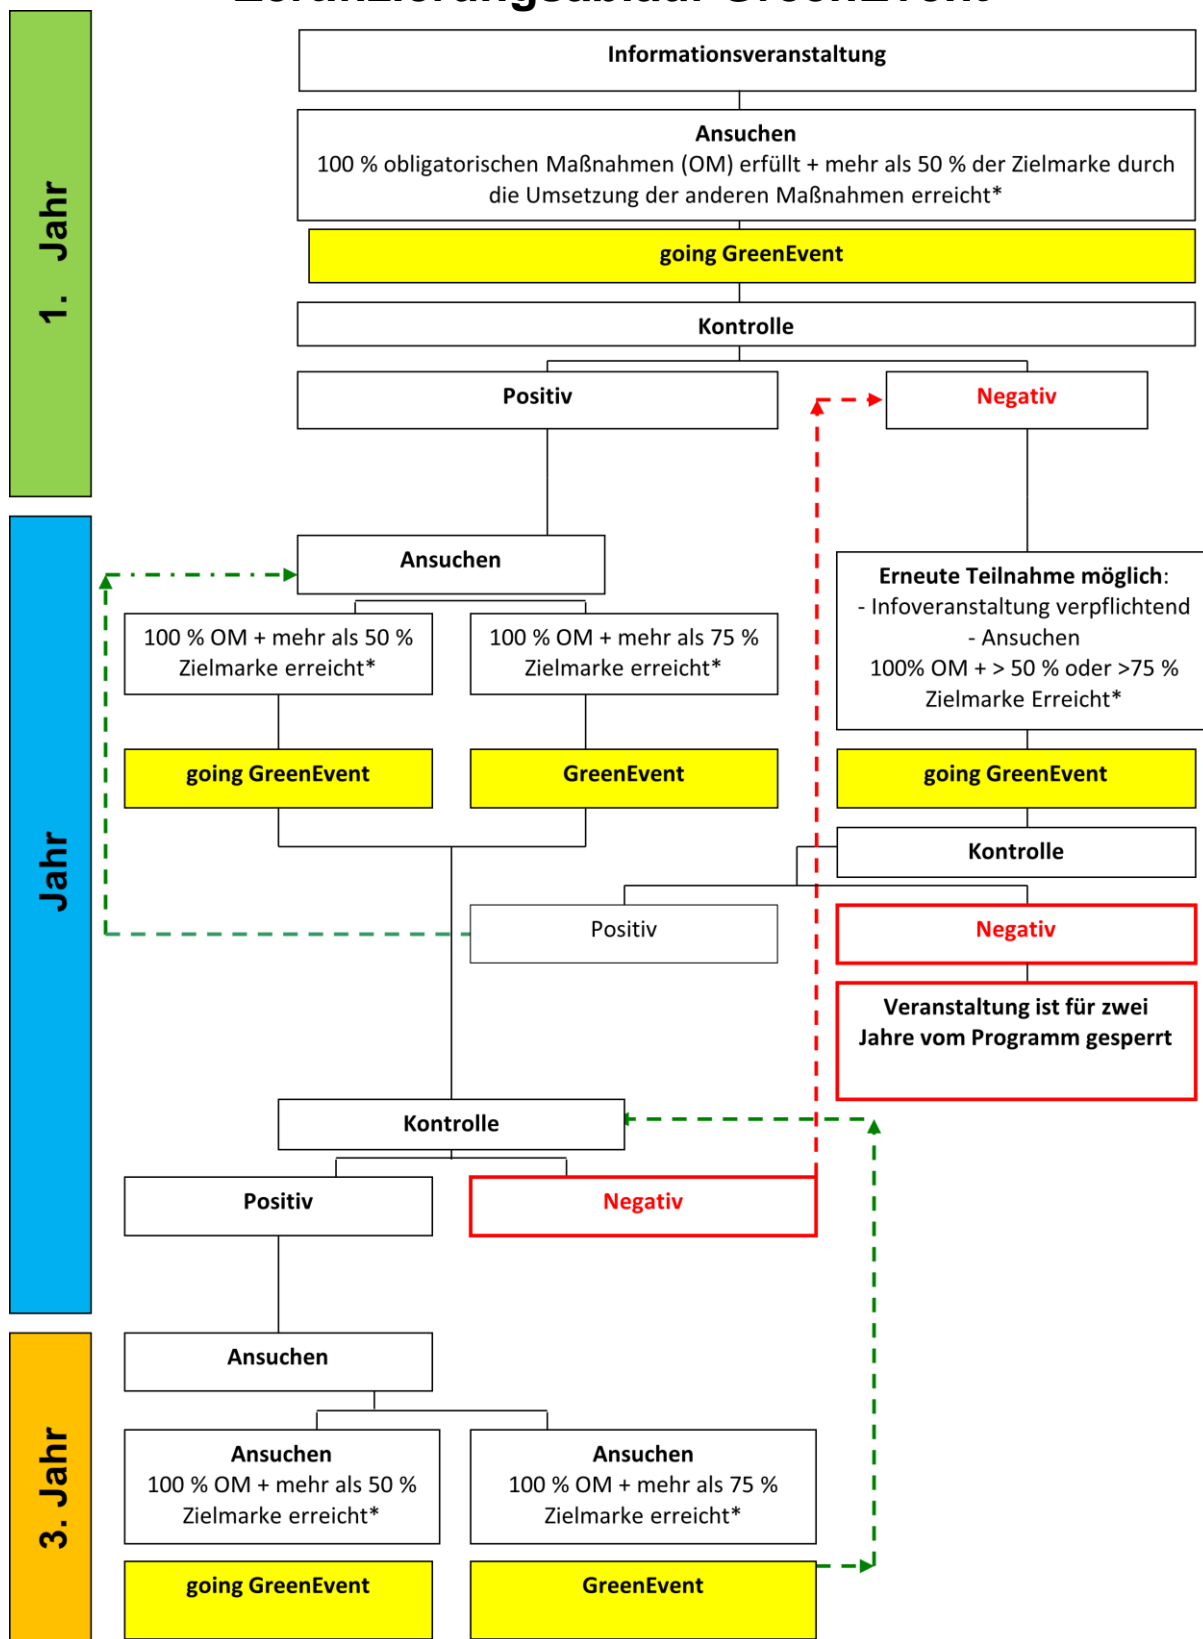 Informationsveranstaltung
Ansuchen
100 % obligatorischen Maßnahmen (OM) erfüllt + mehr als 50 % der Zielmarke durch
die Umsetzung der anderen Maßnahmen erreicht*
going GreenEvent
Kontrolle
Positiv
Negativ
1. Jahr
Ansuchen
100 % OM + mehr als 50 %
Zielmarke erreicht*
100 % OM + mehr als 75 %
Zielmarke erreicht*
Erneute Teilnahme möglich:
- Infoveranstaltung verpflichtend
- Ansuchen
100% OM + > 50 % oder >75 %
Zielmarke Erreicht*
going GreenEvent
GreenEvent
going GreenEvent
Kontrolle
Positiv
Negativ
Veranstaltung ist für zwei
Jahre vom Programm gesperrt
Jahr
Kontrolle
Positiv
Negativ
Ansuchen
Ansuchen
100 % OM + mehr als 50 %
Zielmarke erreicht*
Ansuchen
100 % OM + mehr als 75 %
Zielmarke erreicht*
going GreenEvent
GreenEvent
3. Jahr